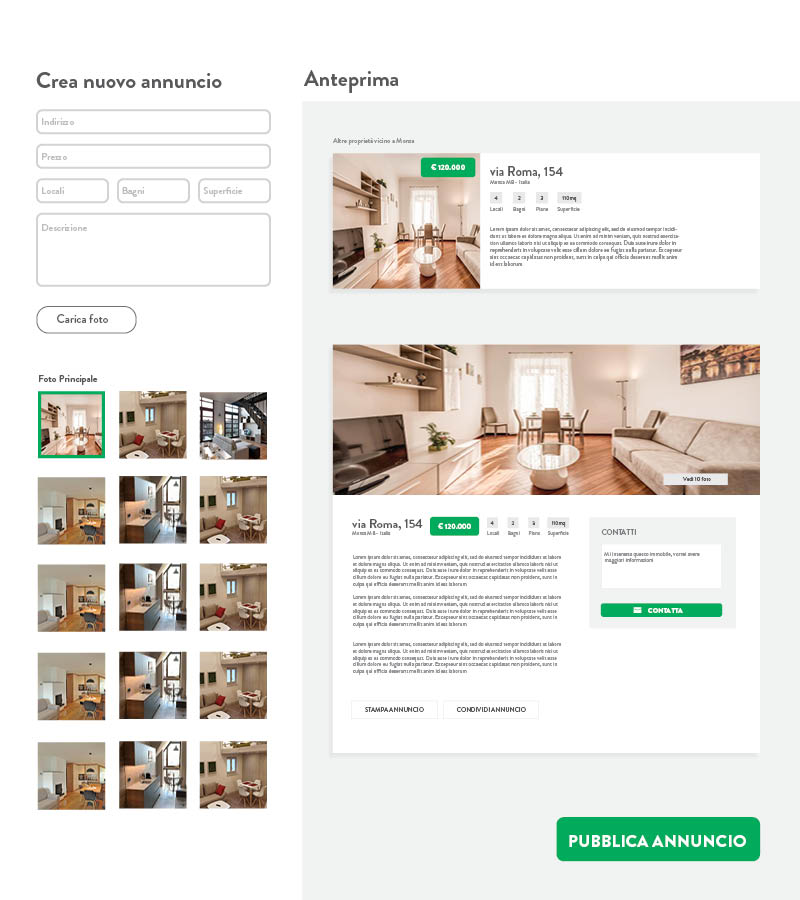 Crea nuovo annuncio
Indirizzo
Prezzo
Locali
Bagni
Superficie
Descrizione
Carica foto
Foto Principale
Anteprima
Altre proprietà vicino a Monza
€ 120.000
via Roma, 154
Monza MB - Italia
4 2 3 110mq
Locali Bagni Piano Superficie
Lorem ipsum dolor sit amet, consectetur adipiscing elit, sed do eiusmod tempor incidi-
dunt ut labore et dolore magna aliqua. Ut enim ad minim veniam, quis nostrud exercita-
tion ullamco laboris nisi ut aliquip ex ea commodo consequat. Duis aute irure dolor in
reprehenderit in voluptate velit esse cillum dolore eu fugiat nulla pariatur. Excepteur
sint occaecat cupidatat non proident, sunt in culpa qui officia deserunt mollit anim
id est laborum
Vedi 10 foto
via Roma, 154
Monza MB - Italia
€ 120.000
4 2 3 110mq
Locali Bagni Piano Superficie
Lorem ipsum dolor sit amet, consectetur adipiscing elit, sed do eiusmod tempor incididunt ut labore
et dolore magna aliqua. Ut enim ad minim veniam, quis nostrud exercitation ullamco laboris nisi ut
aliquip ex ea commodo consequat. Duis aute irure dolor in reprehenderit in voluptate velit esse
cillum dolore eu fugiat nulla pariatur. Excepteur sint occaecat cupidatat non proident, sunt in
culpa qui officia deserunt mollit anim id est laborum
Lorem ipsum dolor sit amet, consectetur adipiscing elit, sed do eiusmod tempor incididunt ut labore
et dolore magna aliqua. Ut enim ad minim veniam, quis nostrud exercitation ullamco laboris nisi ut
aliquip ex ea commodo consequat. Duis aute irure dolor in reprehenderit in voluptate velit esse
cillum dolore eu fugiat nulla pariatur. Excepteur sint occaecat cupidatat non proident, sunt in
culpa qui officia deserunt mollit anim id est laborum
Lorem ipsum dolor sit amet, consectetur adipiscing elit, sed do eiusmod tempor incididunt ut labore
et dolore magna aliqua. Ut enim ad minim veniam, quis nostrud exercitation ullamco laboris nisi ut
aliquip ex ea commodo consequat. Duis aute irure dolor in reprehenderit in voluptate velit esse
cillum dolore eu fugiat nulla pariatur. Excepteur sint occaecat cupidatat non proident, sunt in
culpa qui officia deserunt mollit anim id est laborum
STAMPA ANNUNCIO
CONDIVIDI ANNUNCIO
CONTATTI
Mi interessa questo immobile, vorrei avere
maggiori informazioni
CONTATTA
PUBBLICA ANNUNCIO